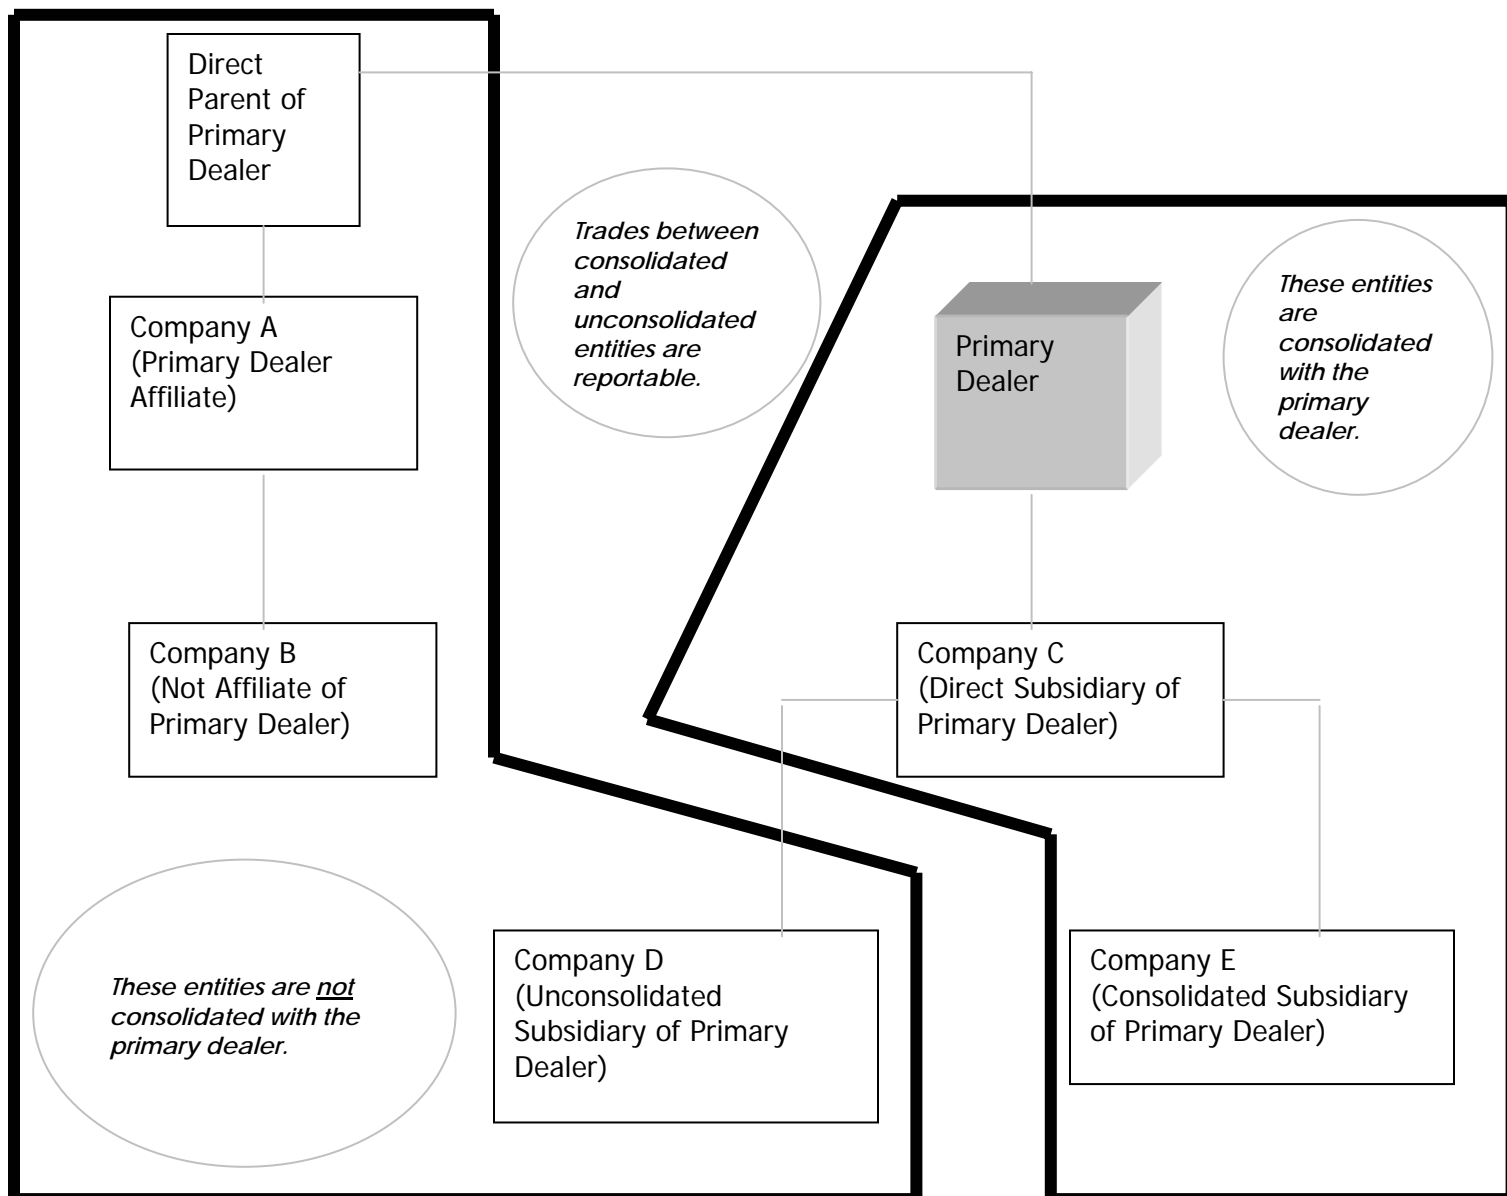 Direct
Parent of
Primary
Dealer
Trades between
consolidated
and
unconsolidated
entities are
reportable.
These entities
are
consolidated
with the
primary
dealer.
Company A
(Primary Dealer
Affiliate)
Primary
Dealer
Company B
(Not Affiliate of
Primary Dealer)
Company C
(Direct Subsidiary of
Primary Dealer)
These entities are not
consolidated with the
primary dealer.
Company D
(Unconsolidated
Subsidiary of Primary
Dealer)
Company E
(Consolidated Subsidiary
of Primary Dealer)